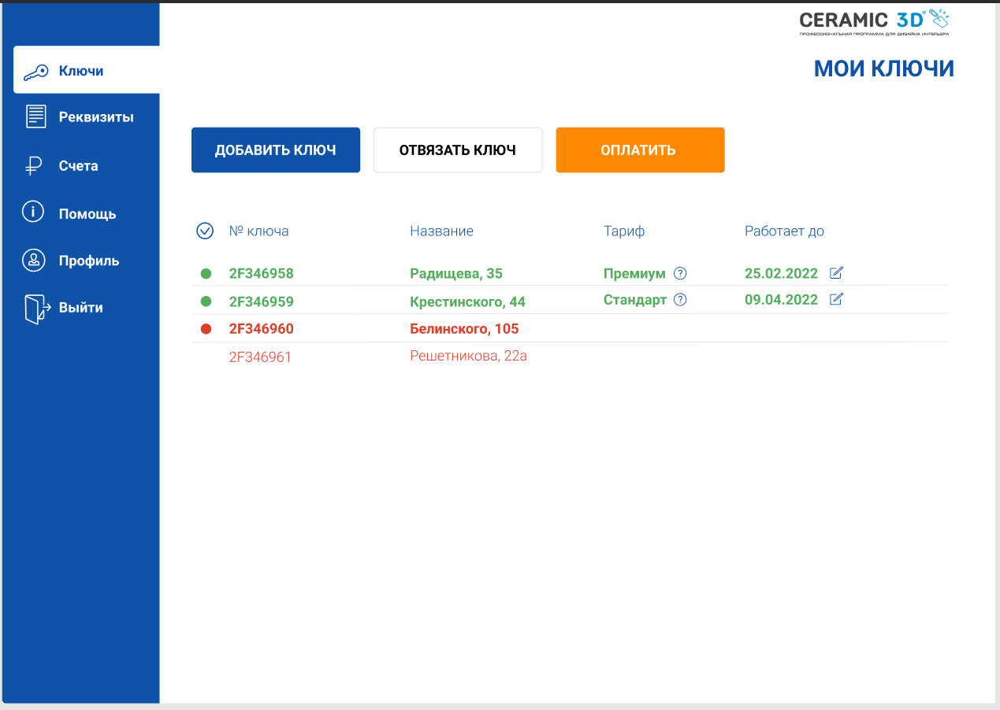 CERAMIC 3D©
ПРОФЕССИОНАЛЬНАЯ ПРОГРАММА ДЛЯ ДИЗАЙНА ИНТЕРЬЕРА
МОИ КЛЮЧИ
Ключи
Реквизиты
Счета
Помощь
Профиль
Выйти
ДОБАВИТЬ КЛЮЧ ОТВЯЗАТЬ КЛЮЧ ОПЛАТИТЬ
№ ключа Название Тариф Работает до
2F346958 Радищева, 35 Премиум ? 25.02.2022
2F346959 Крестинского, 44 Стандарт ? 09.04.2022
2F346960 Белинского, 105
2F346961 Решетникова, 22а